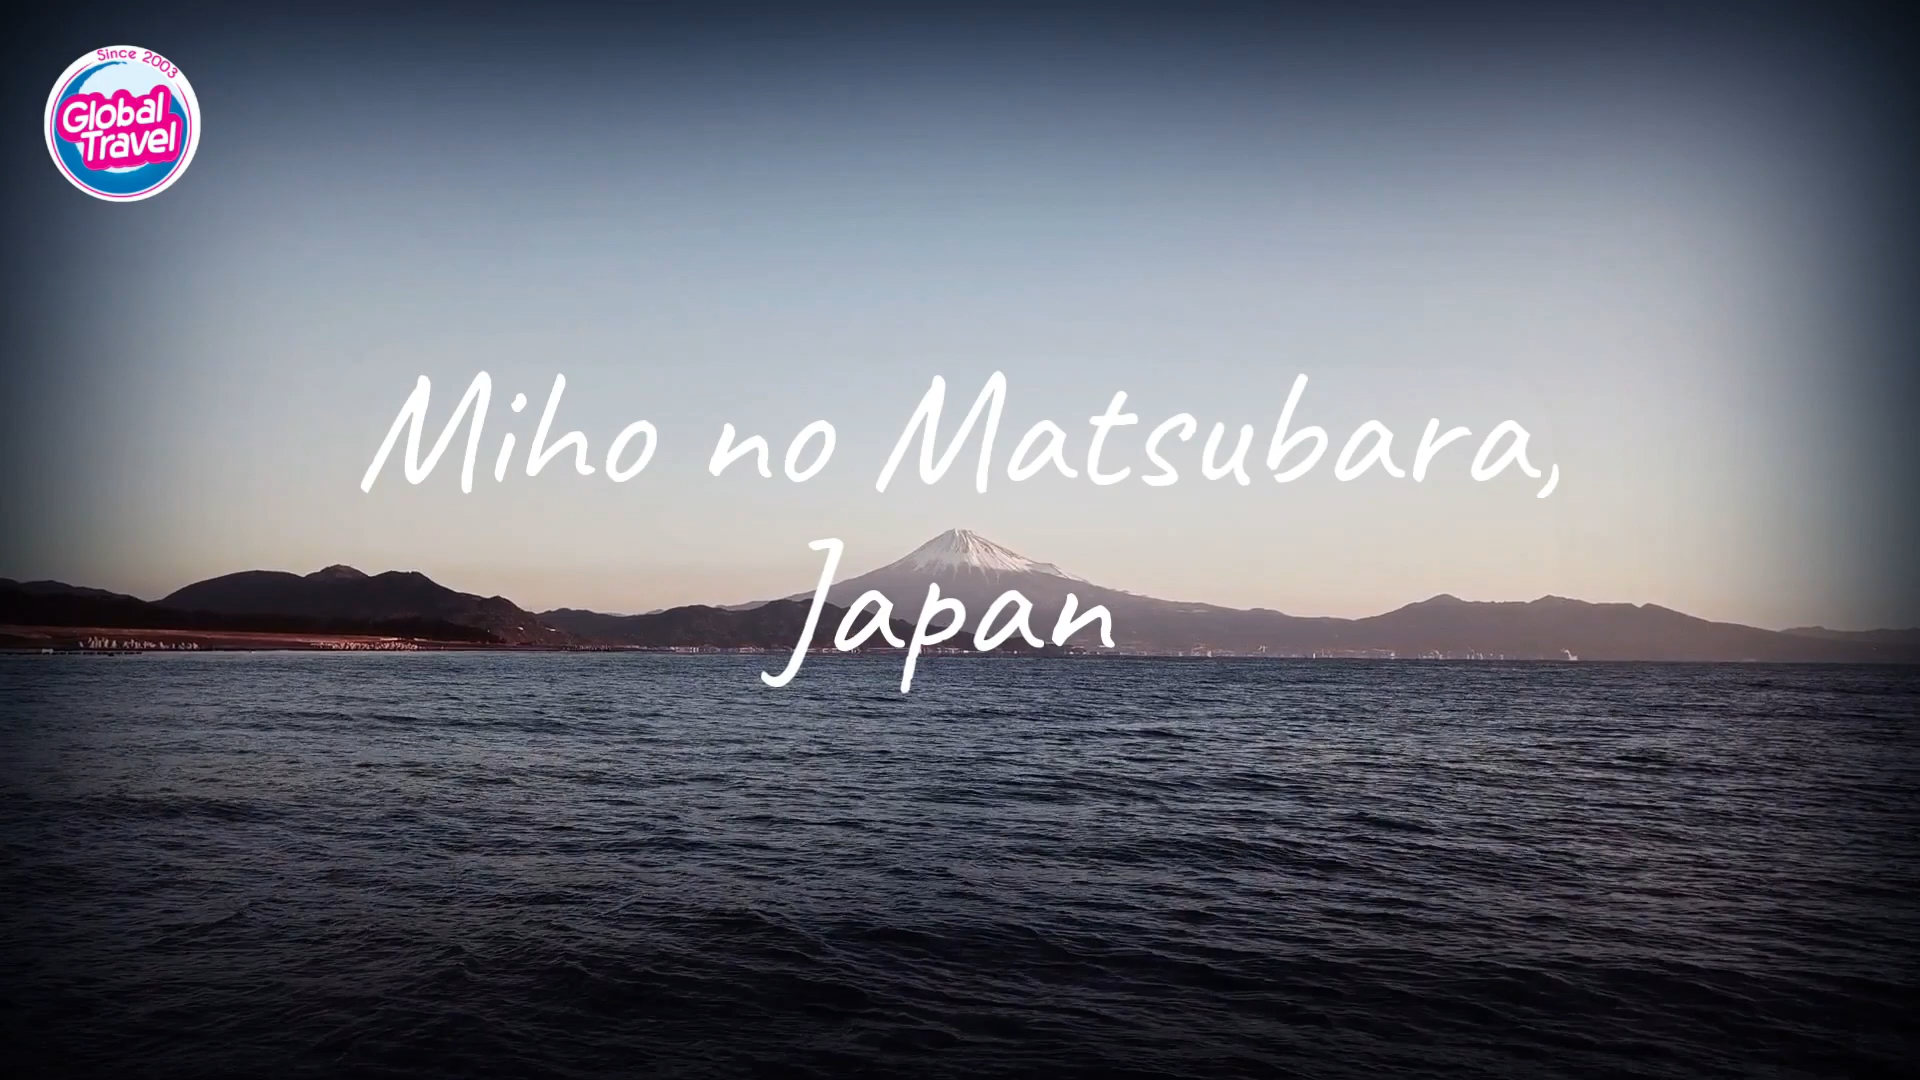 Since 2003
Global
Travel
Miho no Matsubara,
Japan